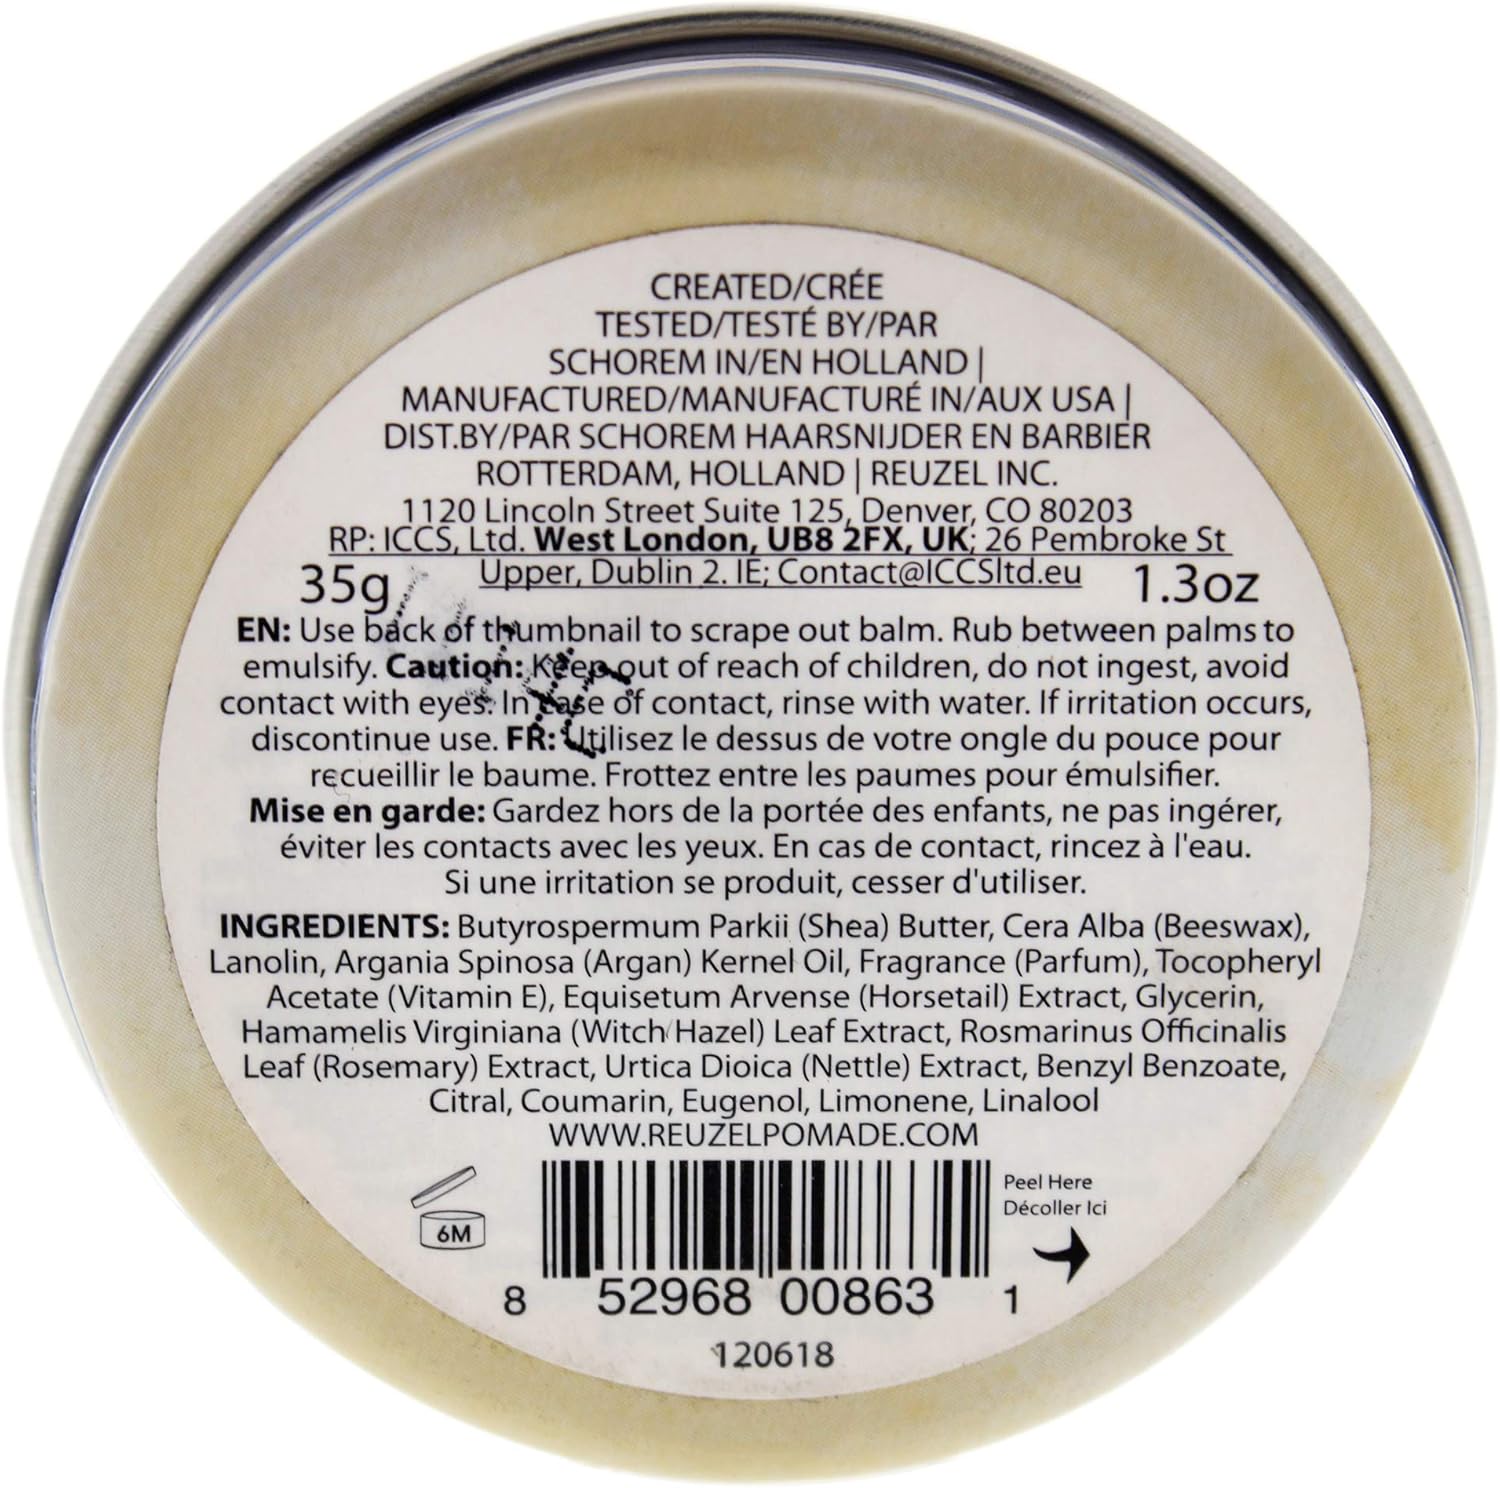 CREATED/CRÉE
TESTED/TESTÉ BY/PAR
SCHOREM IN/EN HOLLAND |
MANUFACTURED/MANUFACTURÉ IN/AUX USA |
DIST.BY/PAR SCHOREM HAARSNIJDER EN BARBIER
ROTTERDAM, HOLLAND | REUZEL INC.
1120 Lincoln Street Suite 125, Denver, CO 80203
RP: ICCS, Ltd. West London, UB8 2FX, UK; 26 Pembroke St
Upper, Dublin 2. IE; Contact@ICCSltd.eu
35g 1.3oz
EN: Use back of thumbnail to scrape out balm. Rub between palms to
emulsify. Caution: Keep out of reach of children, do not ingest, avoid
contact with eyes. In case of contact, rinse with water. If irritation occurs,
discontinue use. FR: Utilisez le dessus de votre ongle du pouce pour
recueillir le baume. Frottez entre les paumes pour émulsifier.
Mise en garde: Gardez hors de la portée des enfants, ne pas ingérer,
éviter les contacts avec les yeux. En cas de contact, rincez à l'eau.
Si une irritation se produit, cesser d'utiliser.
INGREDIENTS: Butyrospermum Parkii (Shea) Butter, Cera Alba (Beeswax),
Lanolin, Argania Spinosa (Argan) Kernel Oil, Fragrance (Parfum), Tocopheryl
Acetate (Vitamin E), Equisetum Arvense (Horsetail) Extract, Glycerin,
Hamamelis Virginiana (Witch Hazel) Leaf Extract, Rosmarinus Officinalis
Leaf (Rosemary) Extract, Urtica Dioica (Nettle) Extract, Benzyl Benzoate,
Citral, Coumarin, Eugenol, Limonene, Linalool
WWW.REUZELPOMADE.COM
Peel Here
Décoller Ici
6M
8 52968 00863 1
120618